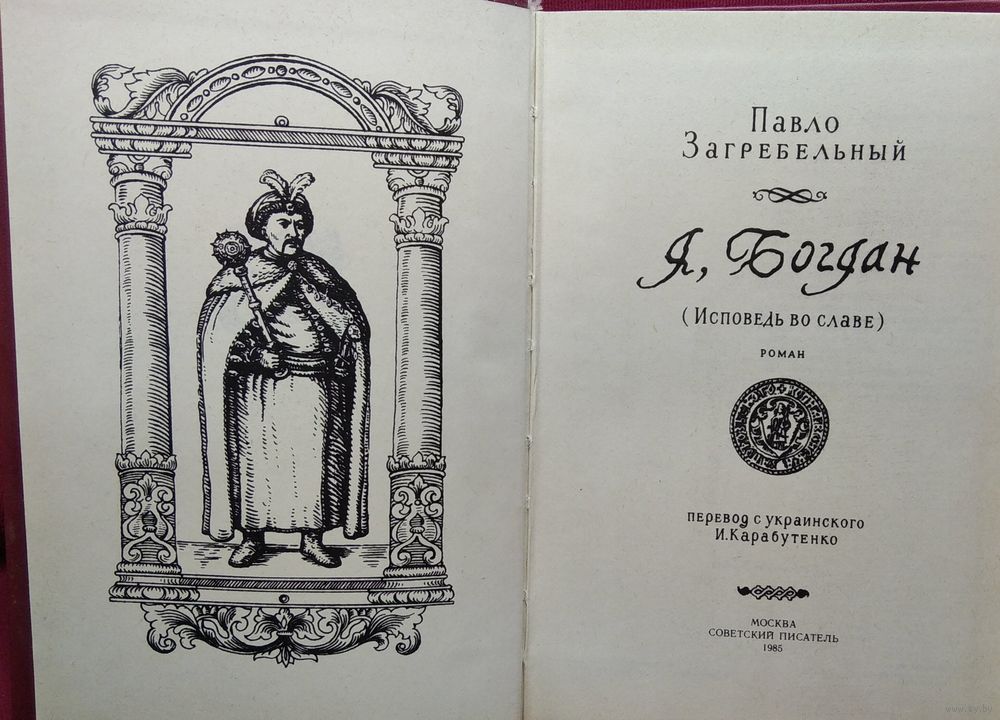 Павло
Загребельный
Я, Богдан
(Исповедь во славе)
роман
перевод с украинского
И. Карабутенко
МОСКВА
СОВЕТСКИЙ ПИСАТЕЛЬ
1985